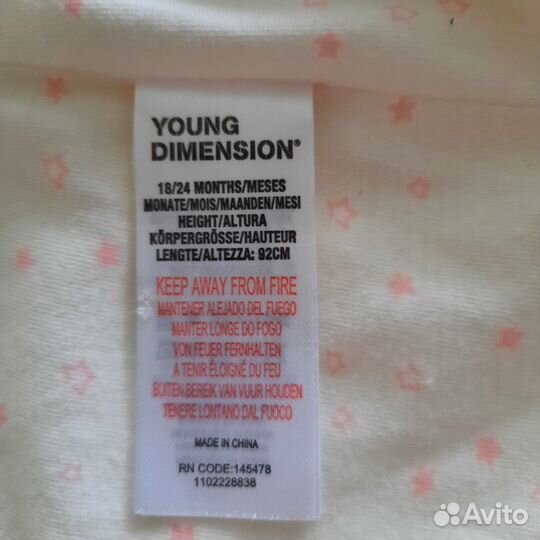 YOUNG
DIMENSION®
18/24 MONTHS/MESES
MONATE/MOIS/MAANDEN/MESI
HEIGHT/ALTURA
KÖRPERGRÖSSE/HAUTEUR
LENGTE/ALTEZZA: 92CM
KEEP AWAY FROM FIRE
MANTENER ALEJADO DEL FUEGO
MANTER LONGE DO FOGO
VON FEUER FERNHALTEN
A TENIR ÉLOIGNÉ DU FEU
BUITEN BEREIK VAN VUUR HOUDEN
TENERE LONTANO DAL FUOCO
MADE IN CHINA
RN CODE:145478
1102228838
Avito